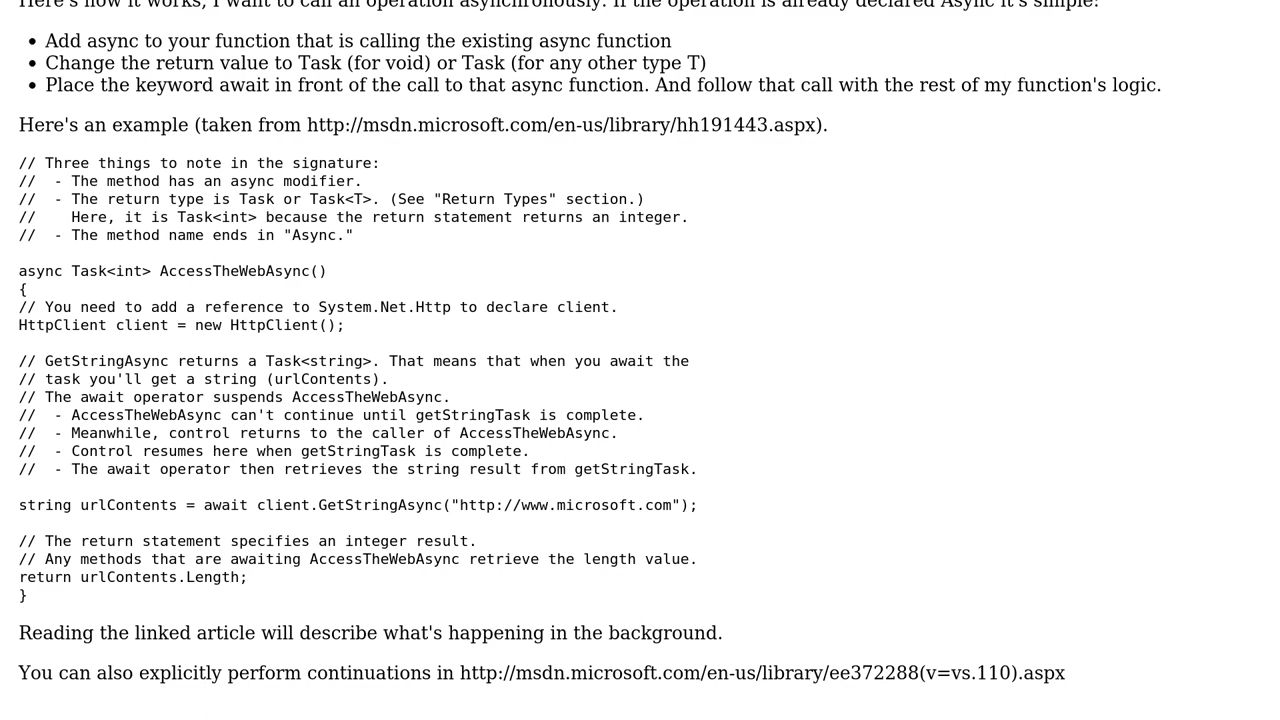 Here's how it works, I want to call an operation asynchronously. If the operation is already declared Async it's simple:
Add async to your function that is calling the existing async function
Change the return value to Task (for void) or Task (for any other type T)
Place the keyword await in front of the call to that async function. And follow that call with the rest of my function's logic.
Here's an example (taken from http://msdn.microsoft.com/en-us/library/hh191443.aspx).
// Three things to note in the signature:
//  - The method has an async modifier.
//  - The return type is Task or Task<T>. (See "Return Types" section.)
//    Here, it is Task<int> because the return statement returns an integer.
//  - The method name ends in "Async."
async Task<int> AccessTheWebAsync()
{
// You need to add a reference to System.Net.Http to declare client.
HttpClient client = new HttpClient();
// GetStringAsync returns a Task<string>. That means that when you await the
// task you'll get a string (urlContents).
// The await operator suspends AccessTheWebAsync.
//  - AccessTheWebAsync can't continue until getStringTask is complete.
//  - Meanwhile, control returns to the caller of AccessTheWebAsync.
//  - Control resumes here when getStringTask is complete.
//  - The await operator then retrieves the string result from getStringTask.
string urlContents = await client.GetStringAsync("http://www.microsoft.com");
// The return statement specifies an integer result.
// Any methods that are awaiting AccessTheWebAsync retrieve the length value.
return urlContents.Length;
}
Reading the linked article will describe what's happening in the background.
You can also explicitly perform continuations in http://msdn.microsoft.com/en-us/library/ee372288(v=vs.110).aspx